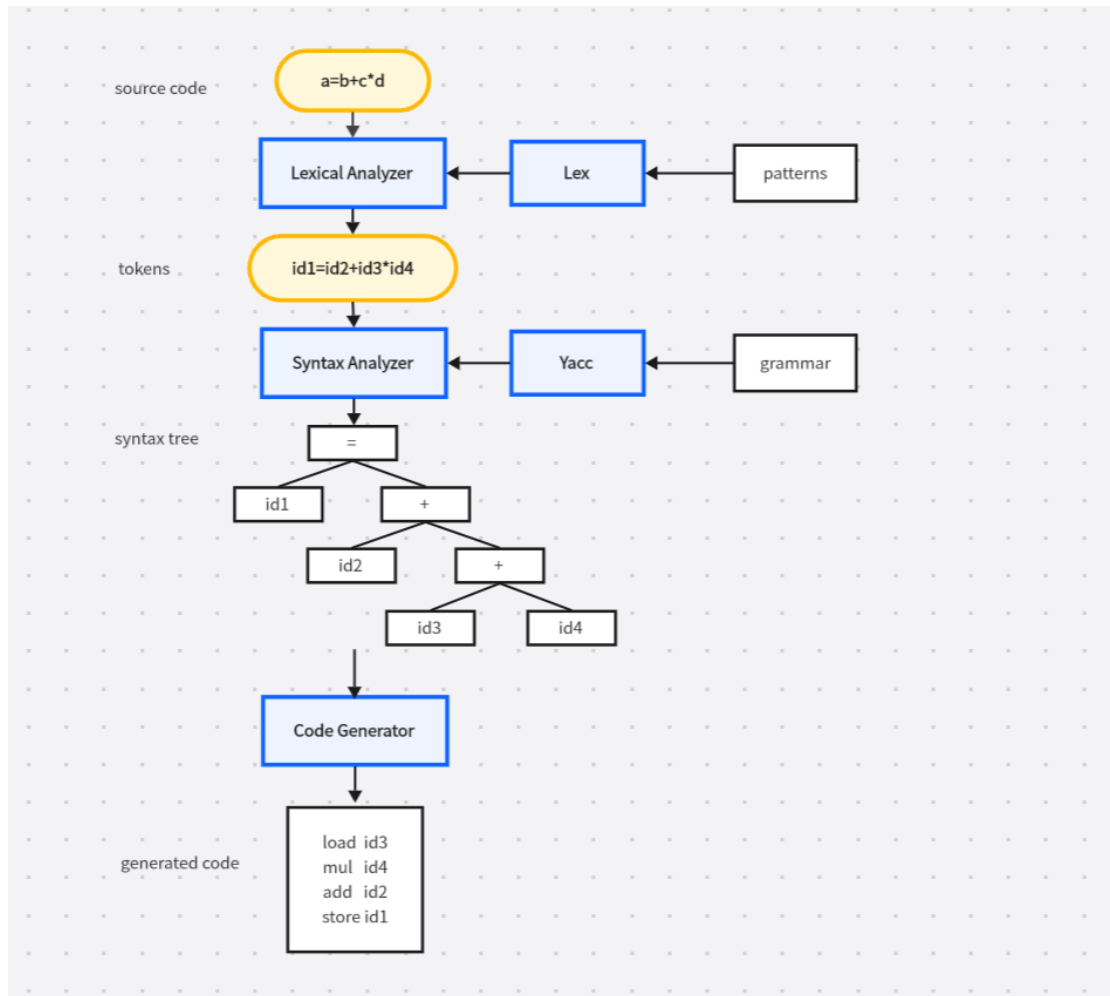 source code
a=b+c*d
Lexical Analyzer
Lex
patterns
tokens
id1=id2+id3*id4
Syntax Analyzer
Yacc
grammar
syntax tree
=
id1
+
id2
+
id3
id4
Code Generator
generated code
load id3
mul id4
add id2
store id1